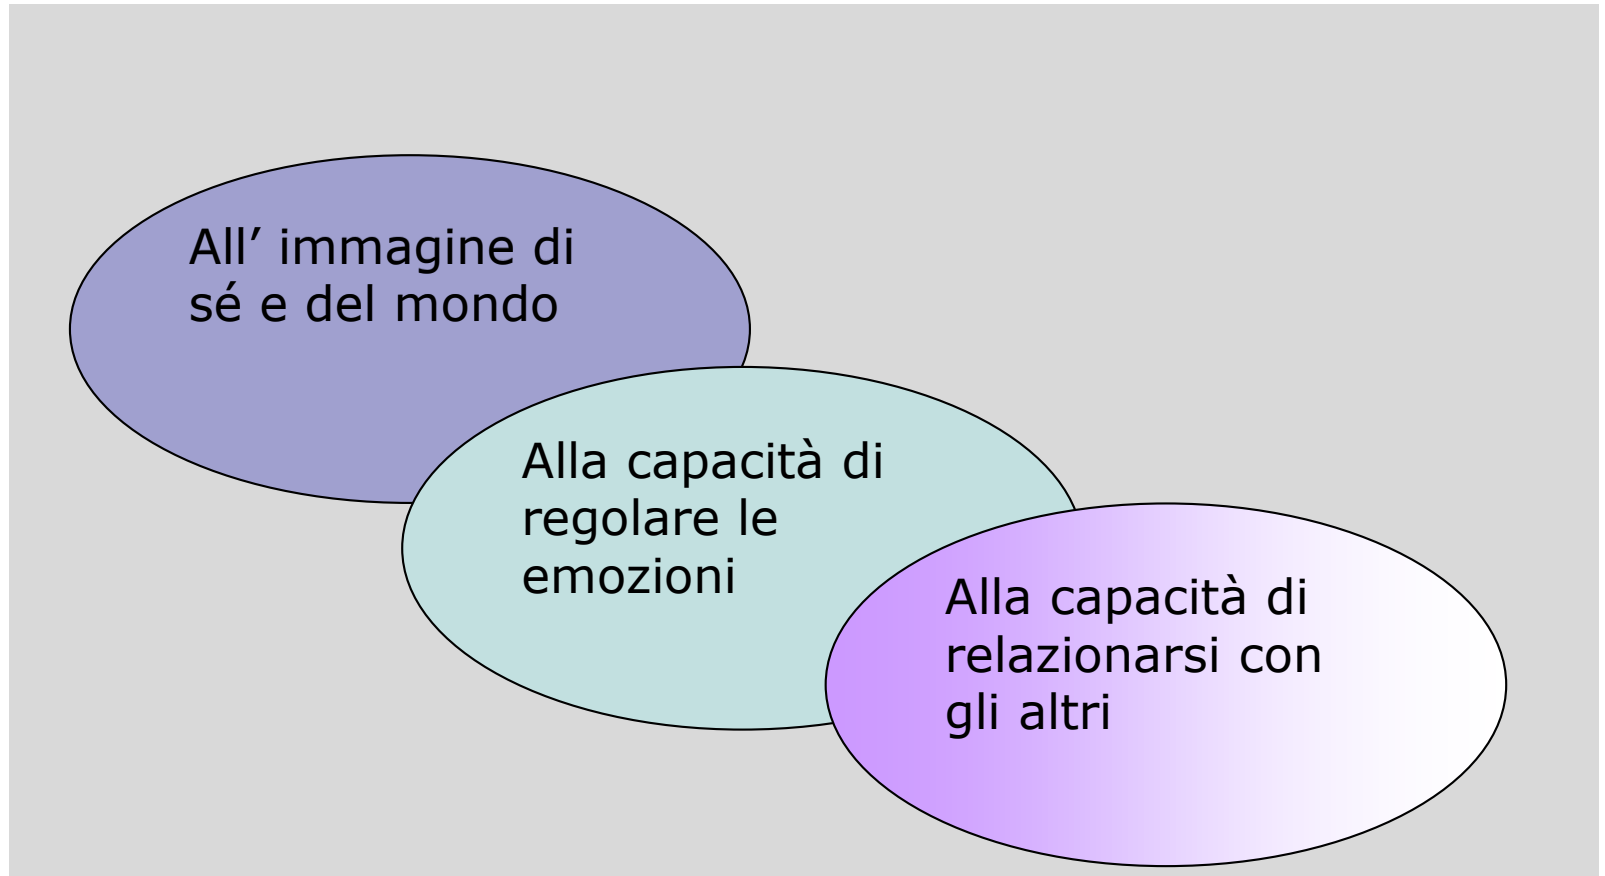 All’ immagine di
sé e del mondo
Alla capacità di
regolare le
emozioni
Alla capacità di
relazionarsi con
gli altri